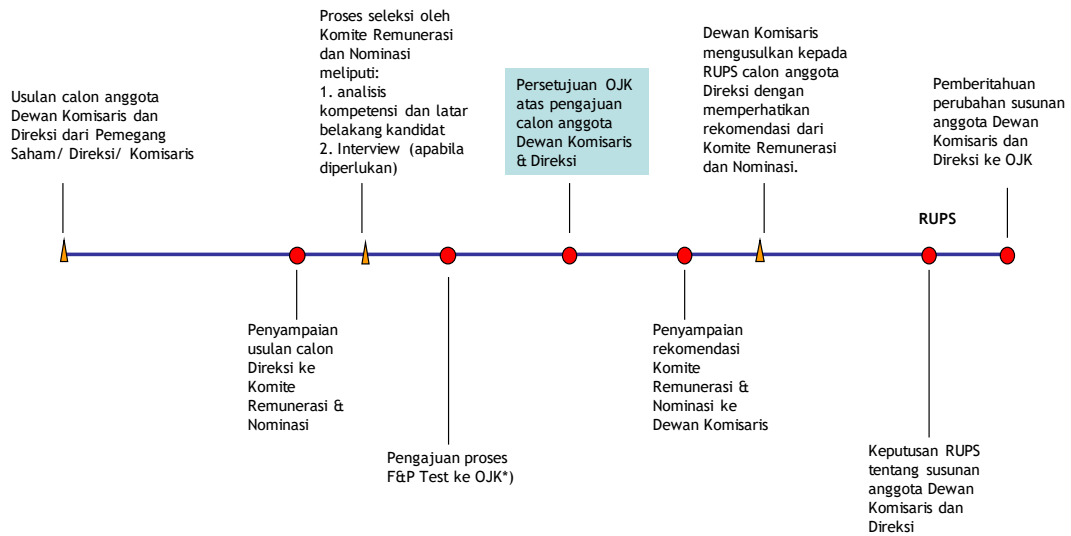 Usulan calon anggota
Dewan Komisaris dan
Direksi dari Pemegang
Saham/ Direksi/ Komisaris
Penyampaian
usulan calon
Direksi ke
Komite
Remunerasi &
Nominasi
Proses seleksi oleh
Komite Remunerasi
dan Nominasi
meliputi:
1. analisis
kompetensi dan latar
belakang kandidat
2. Interview (apabila
diperlukan)
Pengajuan proses
F&P Test ke OJK*)
Persetujuan OJK
atas pengajuan
calon anggota
Dewan Komisaris
& Direksi
Penyampaian
rekomendasi
Komite
Remunerasi &
Nominasi ke
Dewan Komisaris
Dewan Komisaris
mengusulkan kepada
RUPS calon anggota
Direksi dengan
memperhatikan
rekomendasi dari
Komite Remunerasi
dan Nominasi.
RUPS
Keputusan RUPS
tentang susunan
anggota Dewan
Komisaris dan
Direksi
Pemberitahuan
perubahan susunan
anggota Dewan
Komisaris dan
Direksi ke OJK